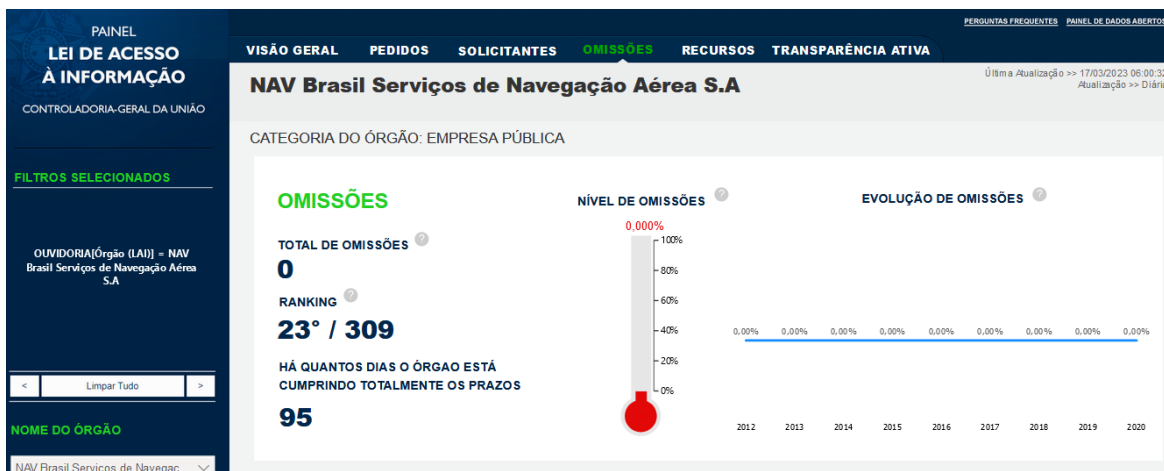 PERGUNTAS FREQUENTES PAINEL DE DADOS ABERTOS
PAINEL
LEI DE ACESSO
À INFORMAÇÃO
CONTROLADORIA-GERAL DA UNIÃO
VISÃO GERAL PEDIDOS SOLICITANTES OMISSÕES RECURSOS TRANSPARÊNCIA ATIVA
NAV Brasil Serviços de Navegação Aérea S.A
Última Atualização >> 17/03/2023 06:00:32
Atualização >> Diária
CATEGORIA DO ÓRGÃO: EMPRESA PÚBLICA
FILTROS SELECIONADOS
OUVIDORIA[Órgão (LAI)] = NAV
Brasil Serviços de Navegação Aérea
S.A
< Limpar Tudo >
NOME DO ÓRGÃO
NAV Brasil Serviços de Navegaç
OMISSÕES
TOTAL DE OMISSÕES ?
0
RANKING ?
23° / 309
HÁ QUANTOS DIAS O ÓRGAO ESTÁ
CUMPRINDO TOTALMENTE OS PRAZOS
95
NÍVEL DE OMISSÕES ?
0,000%
100%
80%
60%
40%
20%
0%
EVOLUÇÃO DE OMISSÕES ?
0,00% 0,00% 0,00% 0,00% 0,00% 0,00% 0,00% 0,00% 0,00%
2012 2013 2014 2015 2016 2017 2018 2019 2020